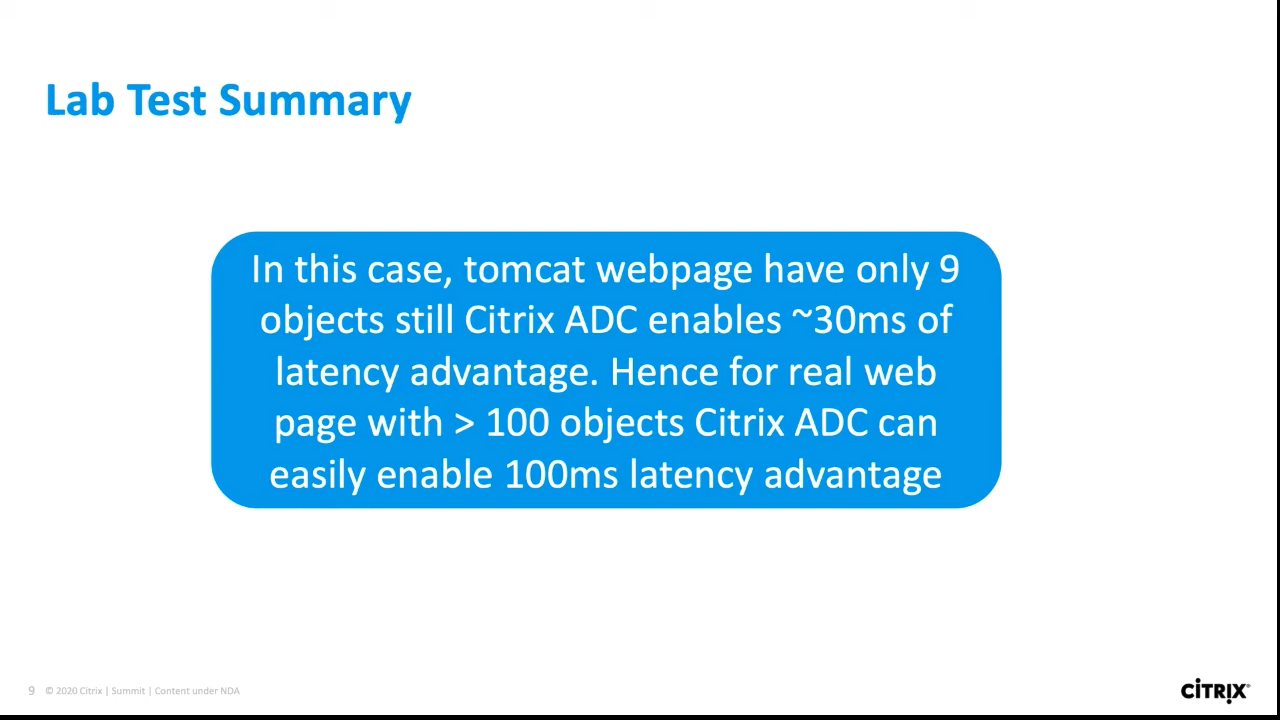 Lab Test Summary
In this case, tomcat webpage have only 9
objects still Citrix ADC enables ~30ms of
latency advantage. Hence for real web
page with > 100 objects Citrix ADC can
easily enable 100ms latency advantage
9 © 2020 Citrix | Summit | Content under NDA
CİTRIX®